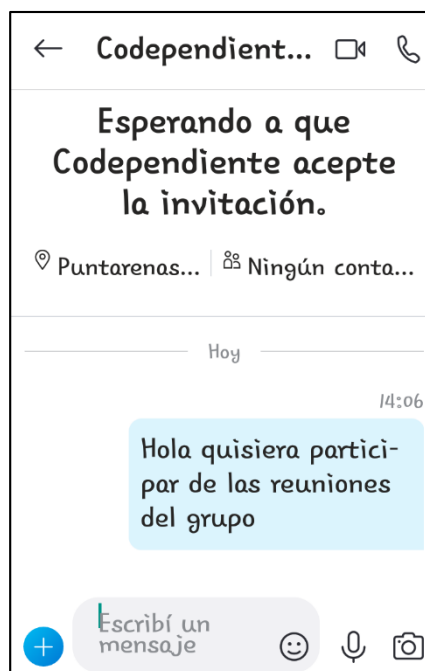 Codependient...
Esperando a que
Codependiente acepte
la invitación.
Puntarenas... Ningún conta...
Hoy
14:06
Hola quisiera partici-
par de las reuniones
del grupo
Escribí un
mensaje